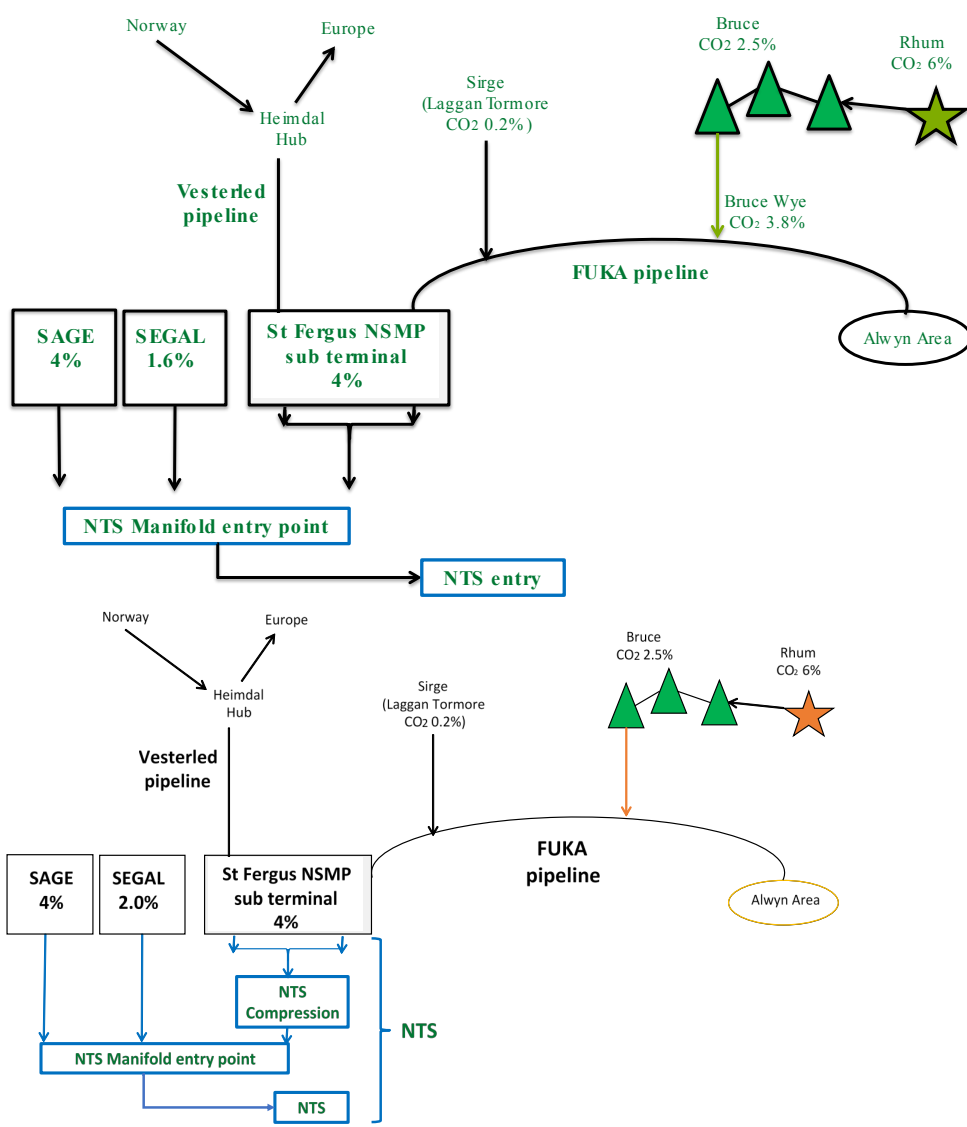 Norway
Europe
Bruce
CO2 2.5%
Rhum
CO2 6%
Sirge
(Laggan Tormore
CO2 0.2% )
Heimdal
Hub
Vesterled
pipeline
Bruce Wye
CO2 3.8%
FUKA pipeline
SAGE
4%
SEGAL
1.6%
St Fergus NSMP
sub terminal
4%
Alwyn Area
NTS Manifold entry point
NTS entry
Norway
Europe
Bruce
CO2 2.5%
Rhum
CO2 6%
Sirge
(Laggan Tormore
CO2 0.2%)
Heimdal
Hub
Vesterled
pipeline
FUKA
pipeline
SAGE
4%
SEGAL
2.0%
St Fergus NSMP
sub terminal
4%
Alwyn Area
NTS
Compression
NTS
NTS Manifold entry point
NTS